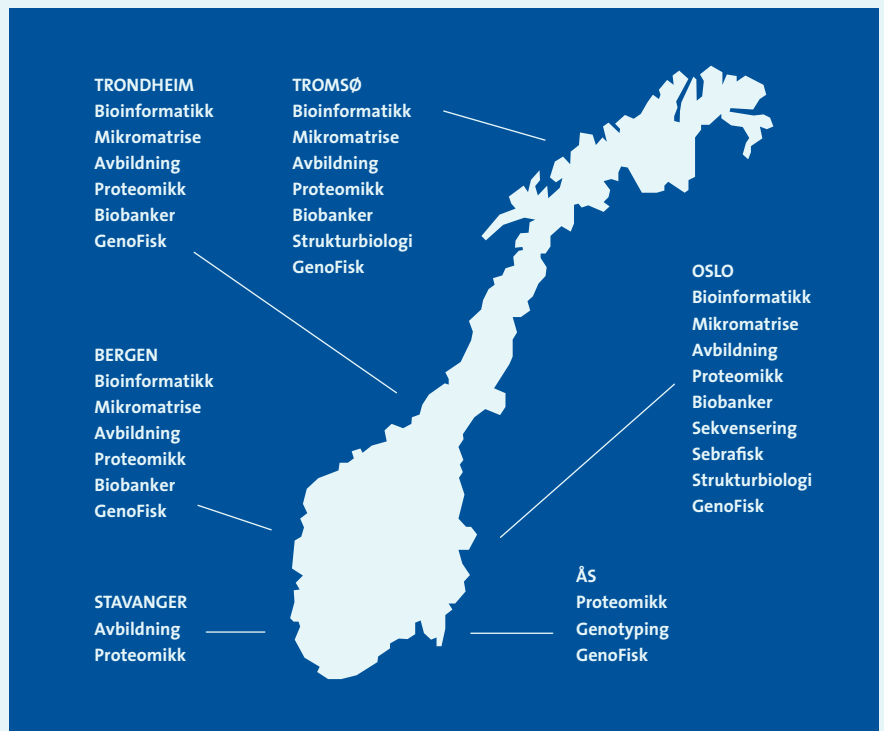 TRONDHEIM
Bioinformatikk
Mikromatrise
Avbildning
Proteomikk
Biobanker
GenoFisk
TROMSØ
Bioinformatikk
Mikromatrise
Avbildning
Proteomikk
Biobanker
Strukturbiologi
GenoFisk
OSLO
Bioinformatikk
Mikromatrise
Avbildning
Proteomikk
Biobanker
Sekvensering
Sebrafisk
Strukturbiologi
GenoFisk
BERGEN
Bioinformatikk
Mikromatrise
Avbildning
Proteomikk
Biobanker
GenoFisk
STAVANGER
Avbildning
Proteomikk
ÅS
Proteomikk
Genotyping
GenoFisk